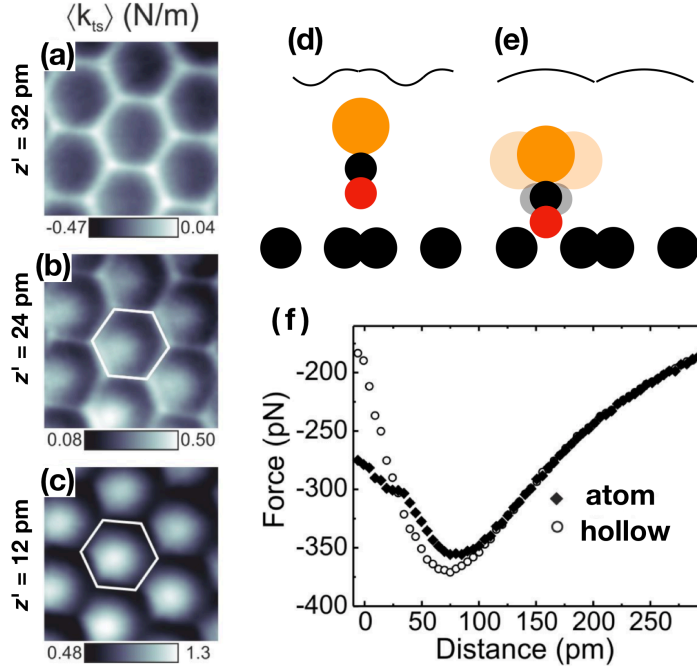 ⟨k_ts⟩ (N/m)
(a)
z' = 32 pm
-0.47 0.04
(b)
z' = 24 pm
0.08 0.50
(c)
z' = 12 pm
0.48 1.3
(d)
(e)
(f)
Force (pN)
-200
-250
-300
-350
-400
atom
hollow
0 50 100 150 200 250
Distance (pm)